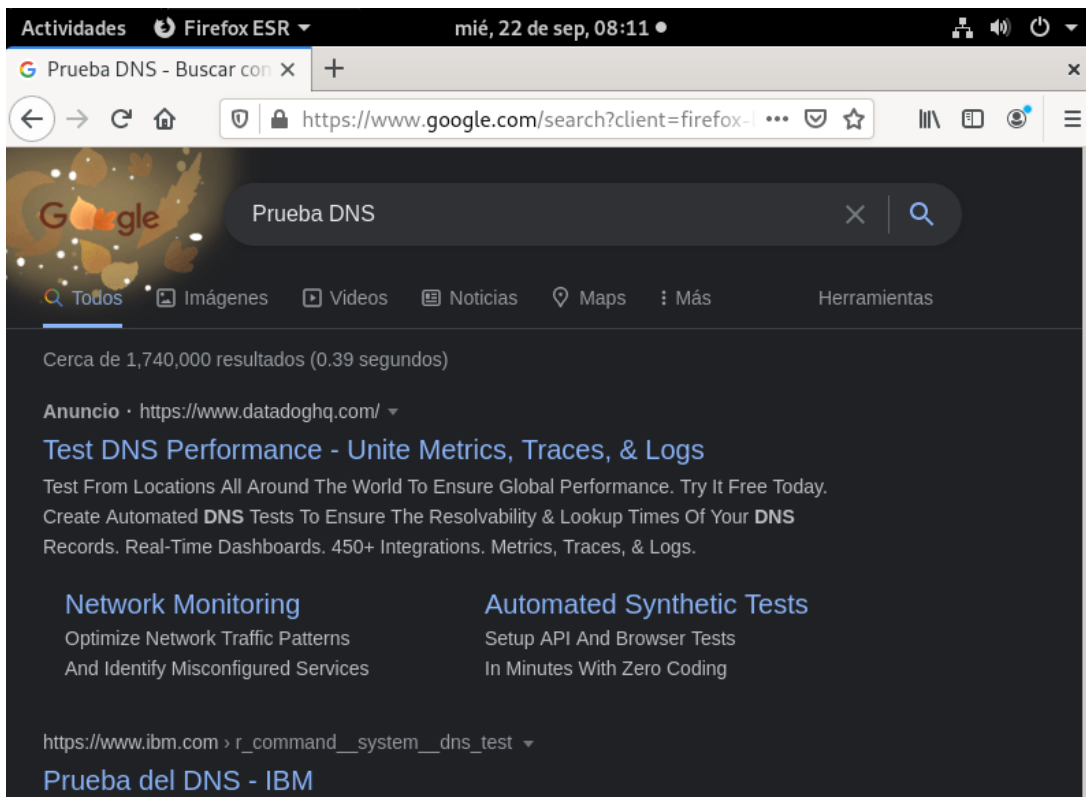 Actividades Firefox ESR mié, 22 de sep, 08:11
Prueba DNS - Buscar con
https://www.google.com/search?client=firefox-
Google
Prueba DNS
Todos Imágenes Videos Noticias Maps Más Herramientas
Cerca de 1,740,000 resultados (0.39 segundos)
Anuncio · https://www.datadoghq.com/
Test DNS Performance - Unite Metrics, Traces, & Logs
Test From Locations All Around The World To Ensure Global Performance. Try It Free Today.
Create Automated DNS Tests To Ensure The Resolvability & Lookup Times Of Your DNS
Records. Real-Time Dashboards. 450+ Integrations. Metrics, Traces, & Logs.
Network Monitoring
Optimize Network Traffic Patterns
And Identify Misconfigured Services
Automated Synthetic Tests
Setup API And Browser Tests
In Minutes With Zero Coding
https://www.ibm.com › r_command__system__dns_test
Prueba del DNS - IBM